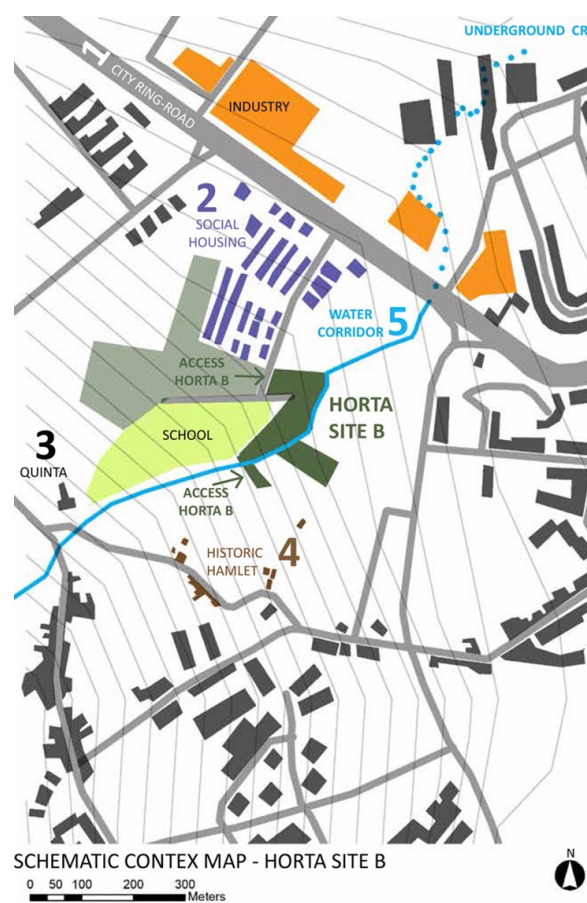 UNDERGROUND CR
1
CITY RING-ROAD
INDUSTRY
2
SOCIAL
HOUSING
WATER
CORRIDOR
5
ACCESS
HORTA B
HORTA
SITE B
SCHOOL
3
QUINTA
ACCESS
HORTA B
HISTORIC
HAMLET
4
SCHEMATIC CONTEX MAP - HORTA SITE B
N
0 50 100 200 300
Meters